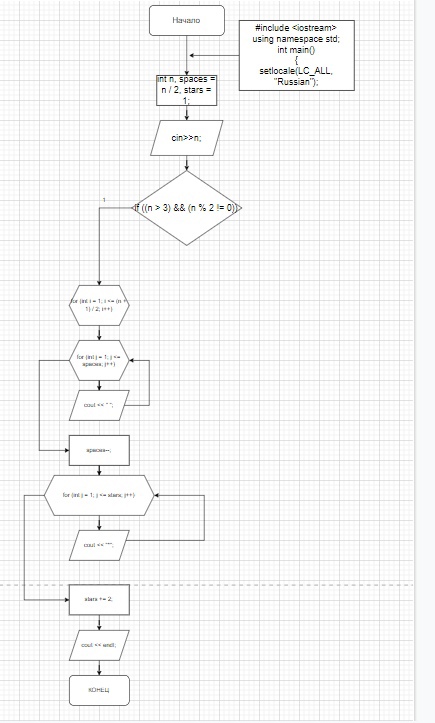 Начало
#include <iostream>
using namespace std;
int main()
{
setlocale(LC_ALL,
"Russian");
int n, spaces =
n / 2, stars =
1;
cin>>n;
if ((n > 3) && (n % 2 != 0))
1
for (int i = 1; i <= (n +
1) / 2; i++)
for (int j = 1; j <=
spaces; j++)
cout << " ";
spaces--;
for (int j = 1; j <= stars; j++)
cout << "*";
stars += 2;
cout << endl;
КОНЕЦ